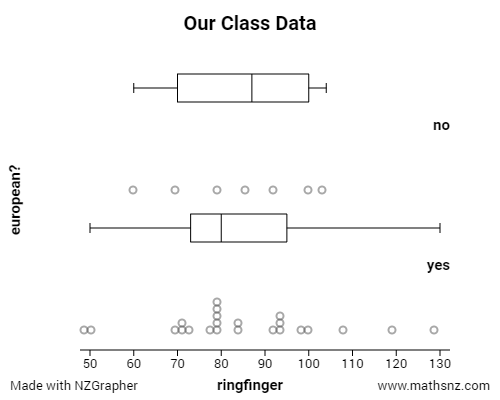 Our Class Data
no
european?
yes
50 60 70 80 90 100 110 120 130
Made with NZGrapher ringfinger www.mathsnz.com